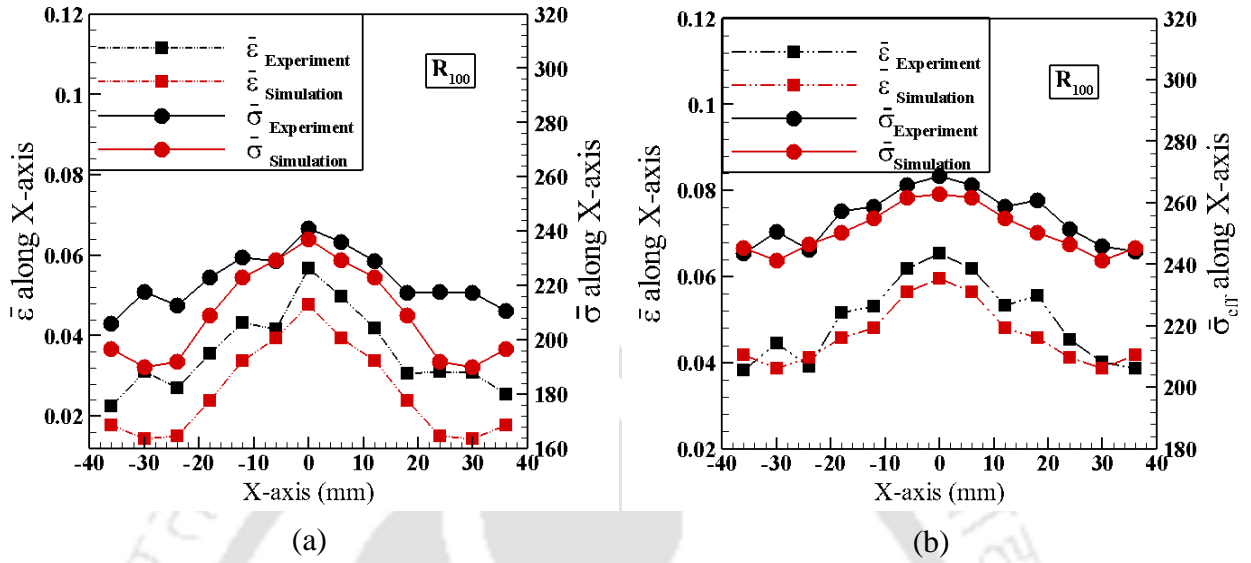 0.12
0.1
0.08
0.06
0.04
0.02
320
300
280
260
240
220
200
180
160
-40 -30 -20 -10 0 10 20 30 40
X-axis (mm)
ε̄ along X-axis
σ̄ along X-axis
ε̄ Experiment
ε̄ Simulation
σ̄ Experiment
σ̄ Simulation
R100
(a)
0.12
0.1
0.08
0.06
0.04
0.02
320
300
280
260
240
220
200
180
-40 -30 -20 -10 0 10 20 30 40
X-axis (mm)
ε̄ along X-axis
σ̄eff along X-axis
ε̄ Experiment
ε̄ Simulation
σ̄ Experiment
σ̄ Simulation
R100
(b)